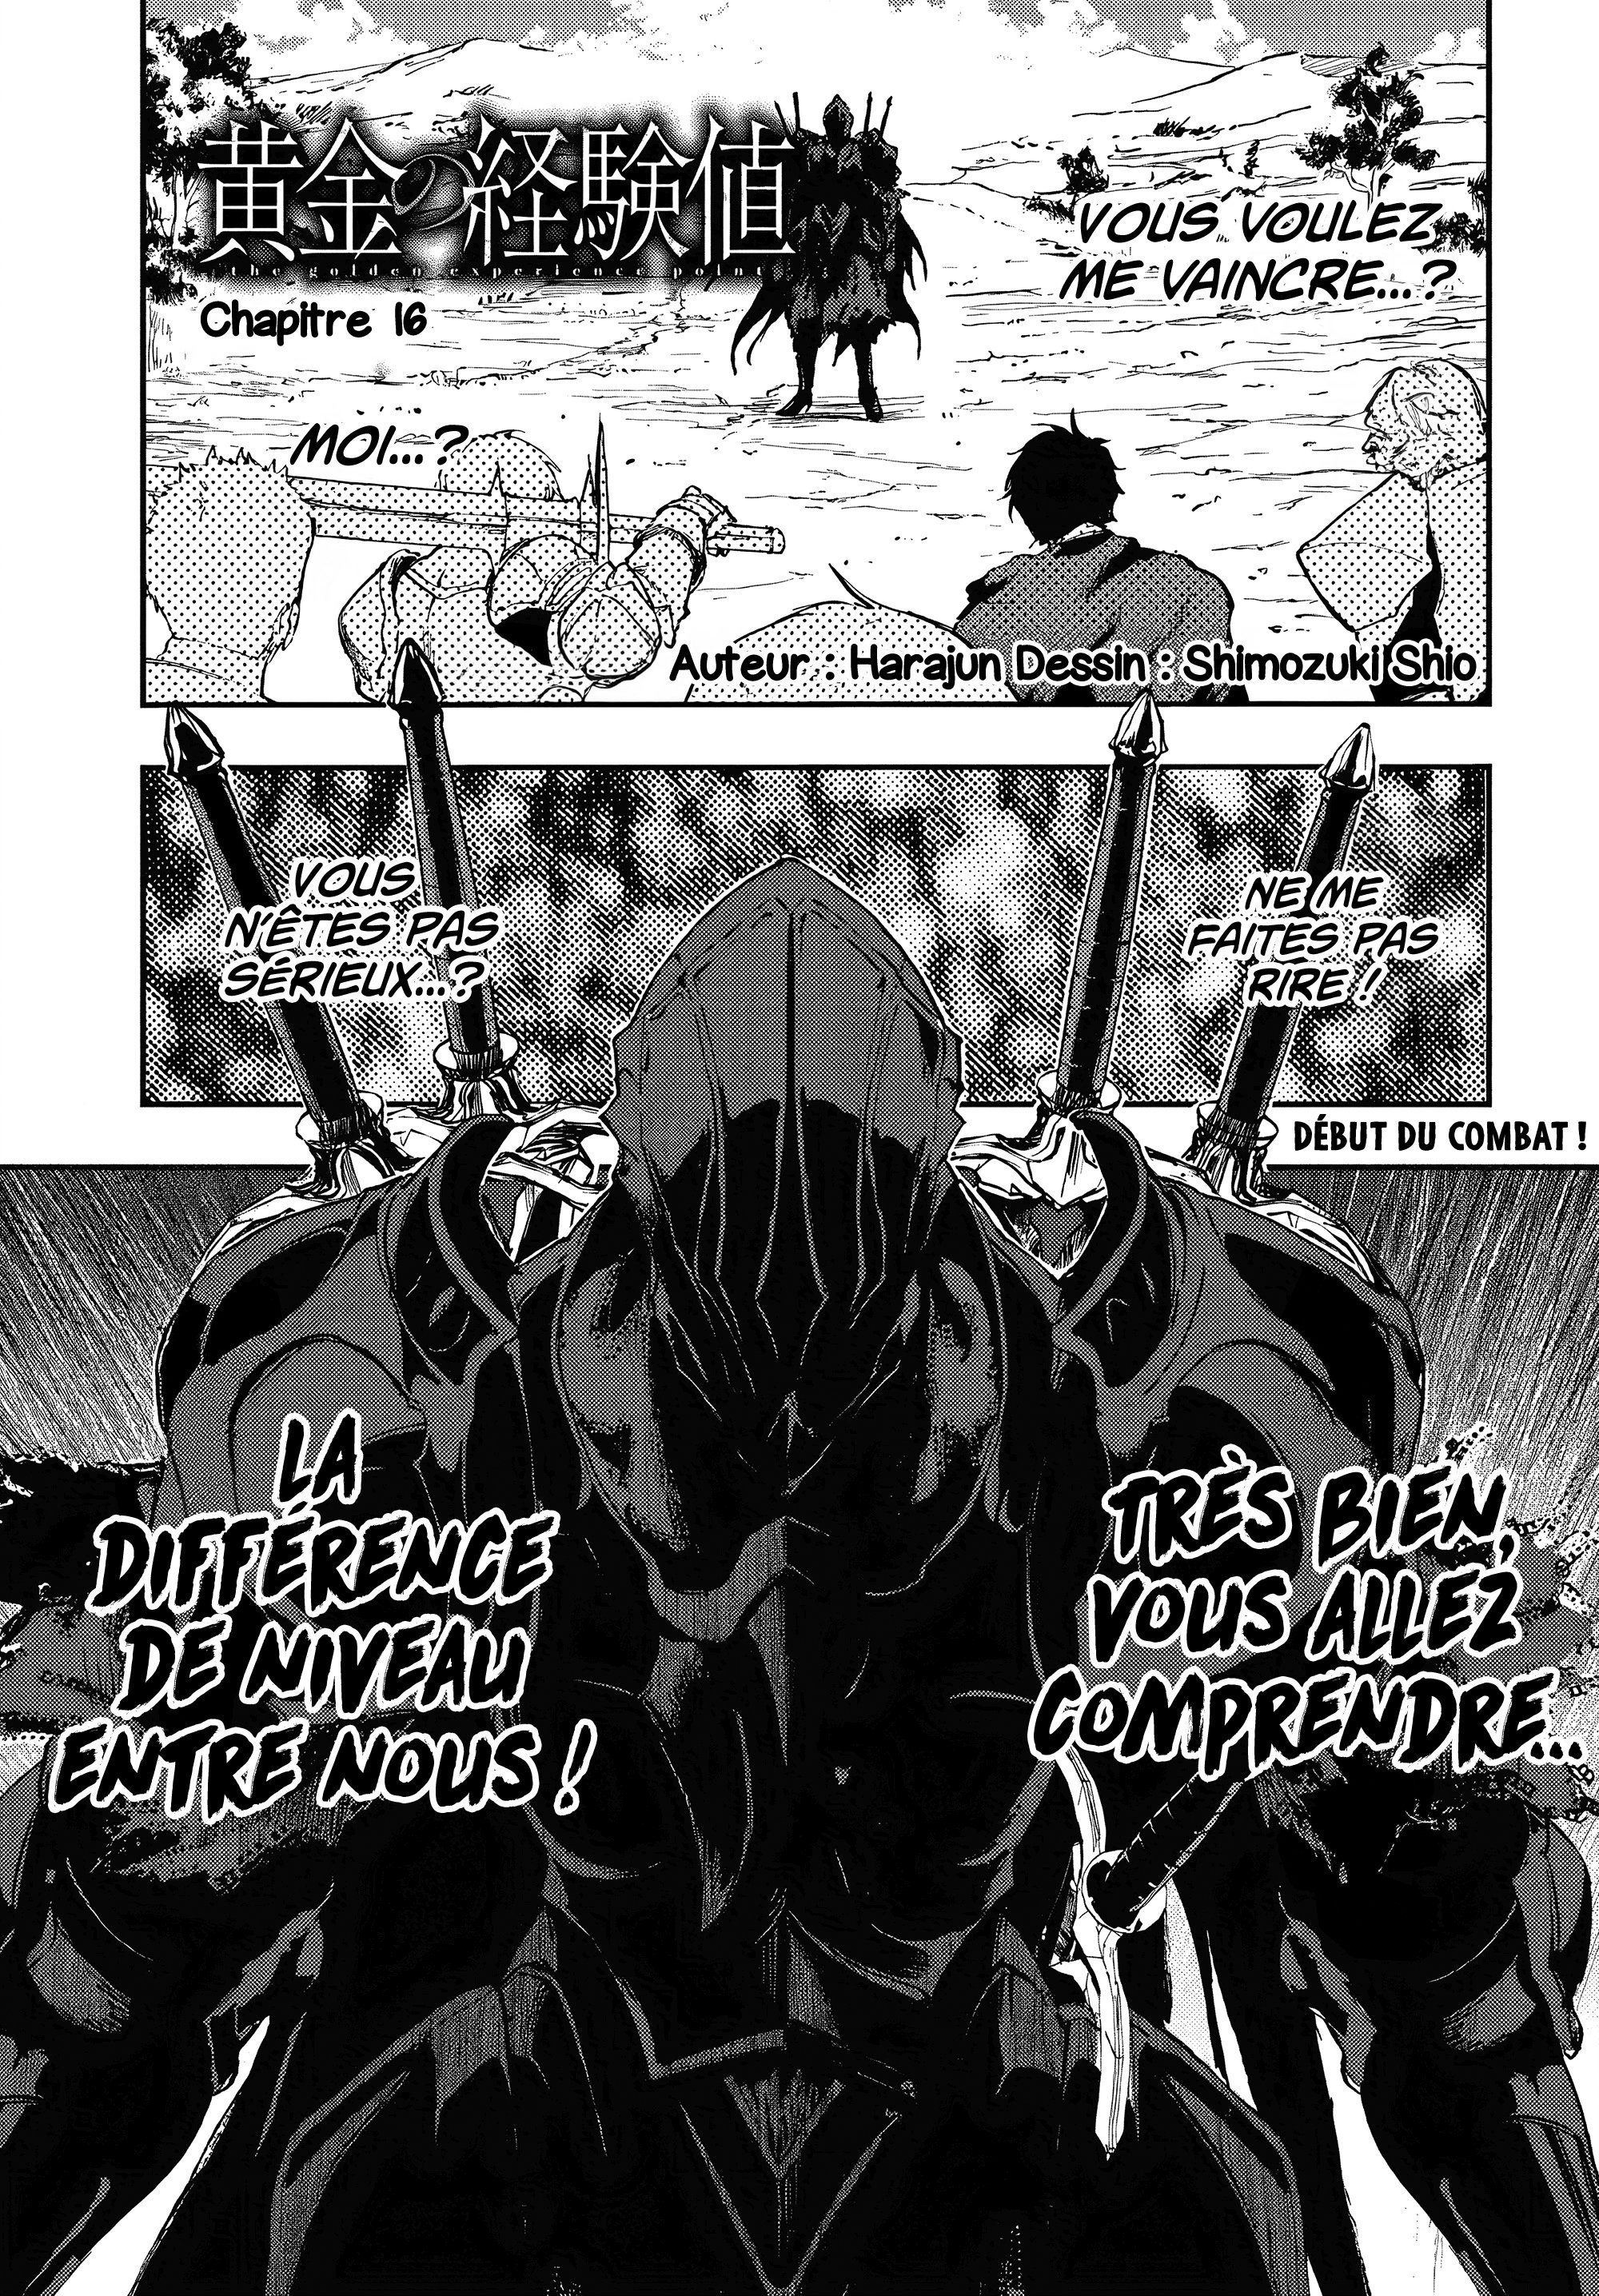 黄金の経験値
the golden experience point
Chapitre 16
VOUS VOULEZ
ME VAINCRE...?
MOI...?
Auteur : Harajun Dessin : Shimozuki Shio
NE ME
FAITES PAS
RIRE !
VOUS
N'ÊTES PAS
SÉRIEUX...?
DÉBUT DU COMBAT !
TRÈS BIEN,
VOUS ALLEZ
COMPRENDRE...
LA
DIFFÉRENCE
DE NIVEAU
ENTRE NOUS !